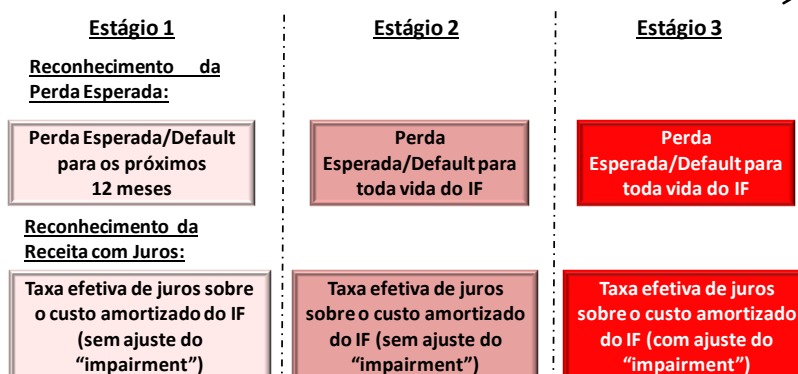 Estágio 1
Estágio 2
Estágio 3
Reconhecimento da
Perda Esperada:
Perda Esperada/Default
para os próximos
12 meses
Perda
Esperada/Default para
toda vida do IF
Perda
Esperada/Default para
toda vida do IF
Reconhecimento da
Receita com Juros:
Taxa efetiva de juros sobre
o custo amortizado do IF
(sem ajuste do
“impairment”)
Taxa efetiva de juros
sobre o custo amortizado
do IF (sem ajuste do
“impairment”)
Taxa efetiva de juros
sobre o custo amortizado
do IF (com ajuste do
“impairment”)